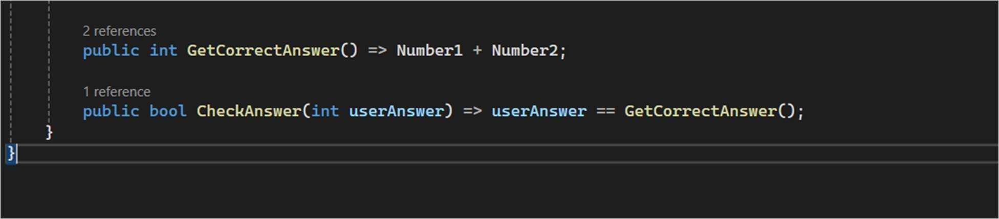 2 references
public int GetCorrectAnswer() => Number1 + Number2;
1 reference
public bool CheckAnswer(int userAnswer) => userAnswer == GetCorrectAnswer();
}
}